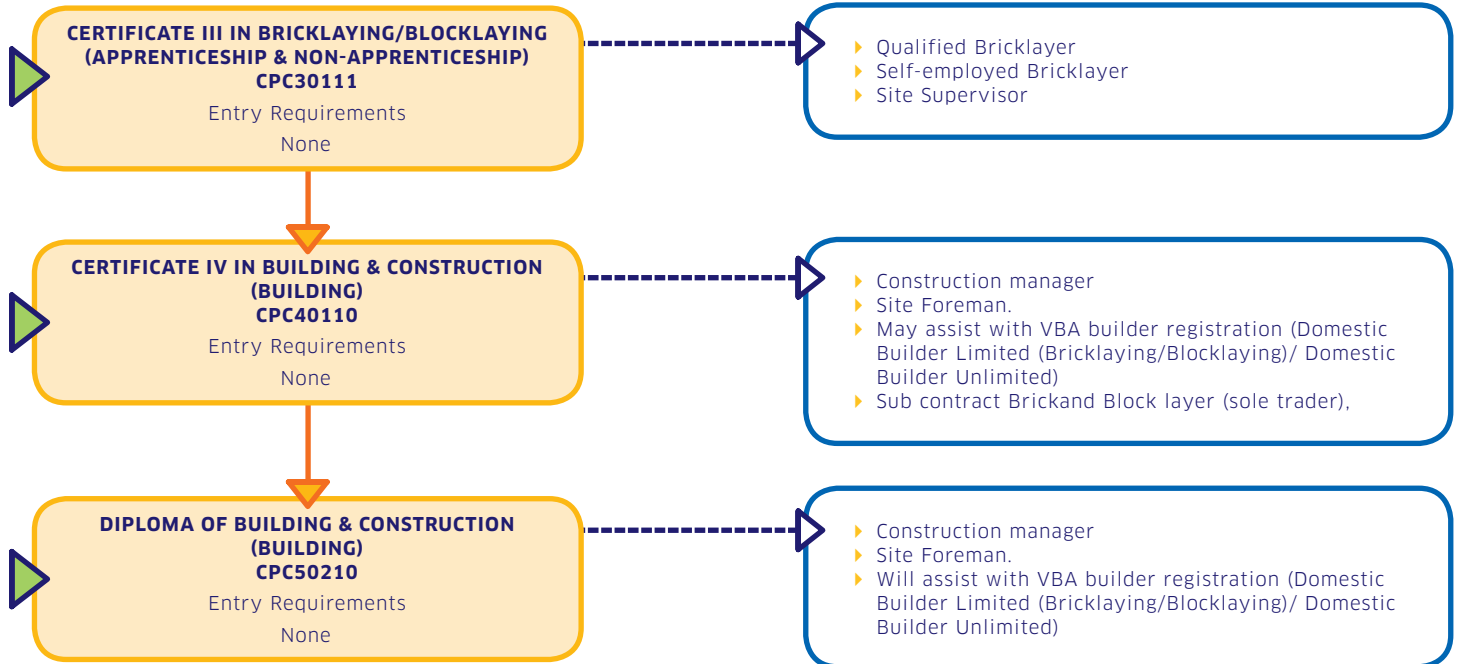 CERTIFICATE III IN BRICKLAYING/BLOCKLAYING
(APPRENTICESHIP & NON-APPRENTICESHIP)
CPC30111
Entry Requirements
None
Qualified Bricklayer
Self-employed Bricklayer
Site Supervisor
CERTIFICATE IV IN BUILDING & CONSTRUCTION
(BUILDING)
CPC40110
Entry Requirements
None
Construction manager
Site Foreman.
May assist with VBA builder registration (Domestic
Builder Limited (Bricklaying/Blocklaying)/ Domestic
Builder Unlimited)
Sub contract Brickand Block layer (sole trader),
DIPLOMA OF BUILDING & CONSTRUCTION
(BUILDING)
CPC50210
Entry Requirements
None
Construction manager
Site Foreman.
Will assist with VBA builder registration (Domestic
Builder Limited (Bricklaying/Blocklaying)/ Domestic
Builder Unlimited)